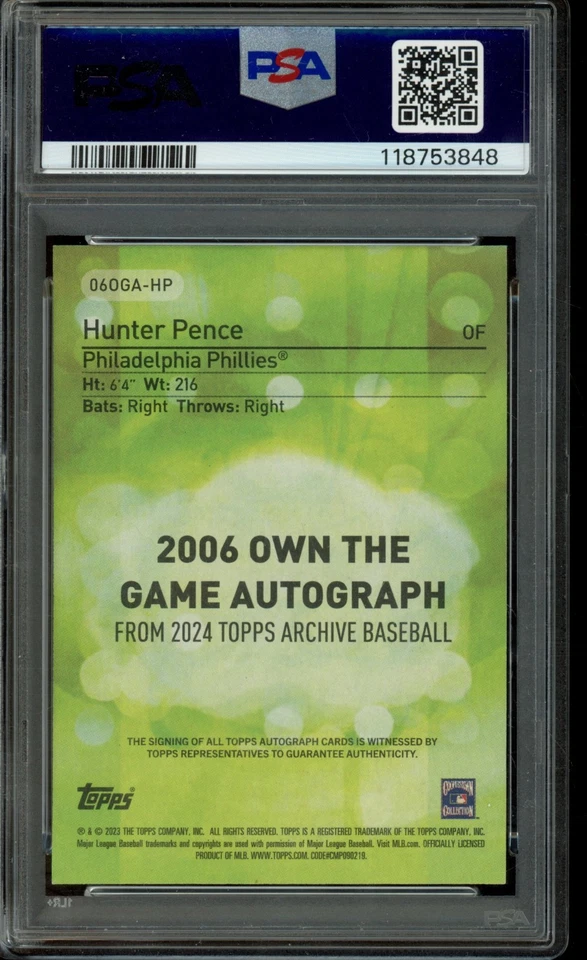 PSA
PSA
118753848
06OGA-HP
Hunter Pence OF
Philadelphia Phillies®
Ht: 6'4" Wt: 216
Bats: Right Throws: Right
2006 OWN THE
GAME AUTOGRAPH
FROM 2024 TOPPS ARCHIVE BASEBALL
THE SIGNING OF ALL TOPPS AUTOGRAPH CARDS IS WITNESSED BY
TOPPS REPRESENTATIVES TO GUARANTEE AUTHENTICITY.
topps®
COOPERSTOWN
COLLECTION
® & © 2023 THE TOPPS COMPANY, INC. ALL RIGHTS RESERVED. TOPPS IS A REGISTERED TRADEMARK OF THE TOPPS COMPANY, INC.
Major League Baseball trademarks and copyrights are used with permission of Major League Baseball. Visit MLB.com. OFFICIALLY LICENSED
PRODUCT OF MLB. WWW.TOPPS.COM. CODE#CMP090219.
1LR+
PSA